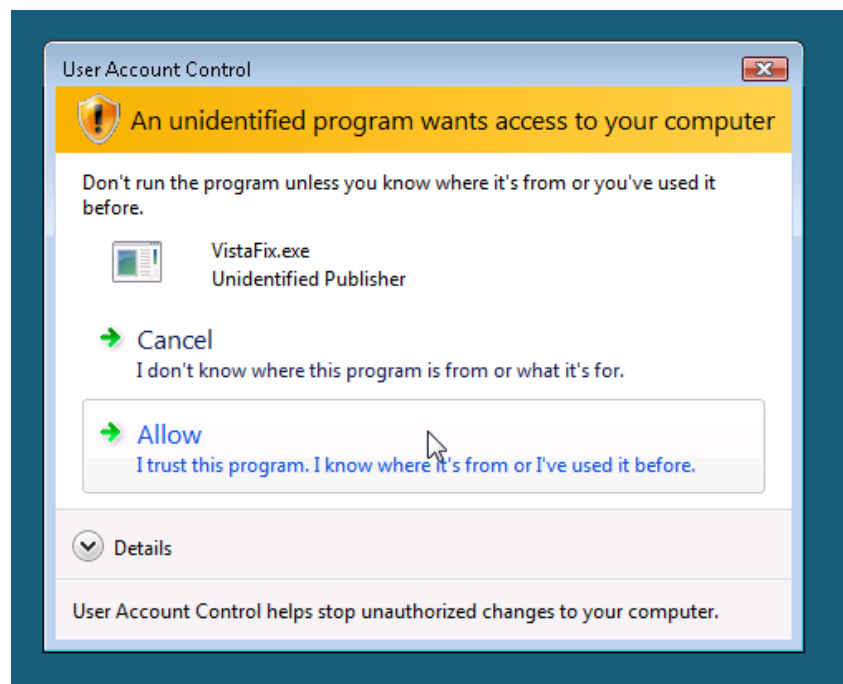 User Account Control
An unidentified program wants access to your computer
Don't run the program unless you know where it's from or you've used it
before.
VistaFix.exe
Unidentified Publisher
Cancel
I don't know where this program is from or what it's for.
Allow
I trust this program. I know where it's from or I've used it before.
Details
User Account Control helps stop unauthorized changes to your computer.